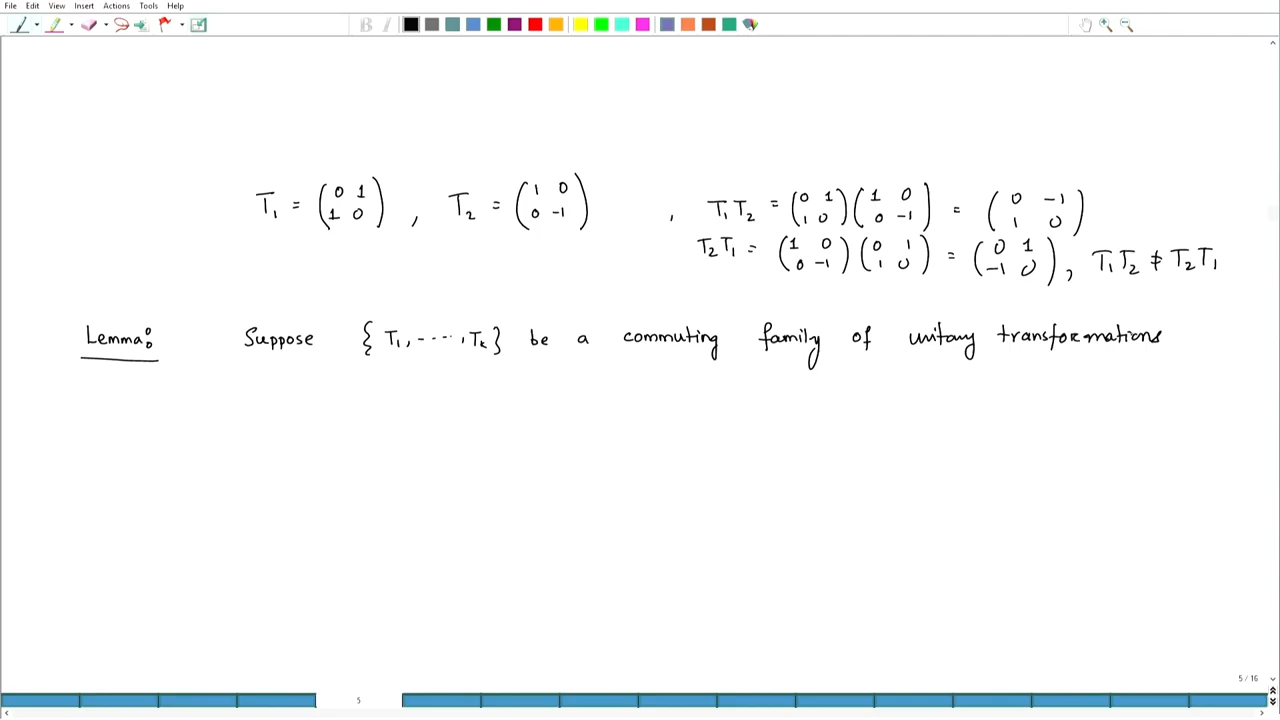 File Edit View Insert Actions Tools Help
B I
T₁ = (0 1; 1 0) , T₂ = (1 0; 0 -1) , T₁T₂ = (0 1; 1 0)(1 0; 0 -1) = (0 -1; 1 0)
T₂T₁ = (1 0; 0 -1)(0 1; 1 0) = (0 1; -1 0) , T₁T₂ ≠ T₂T₁
Lemma: Suppose {T₁, ----, Tₖ} be a commuting family of unitary transformations
5 / 16
5